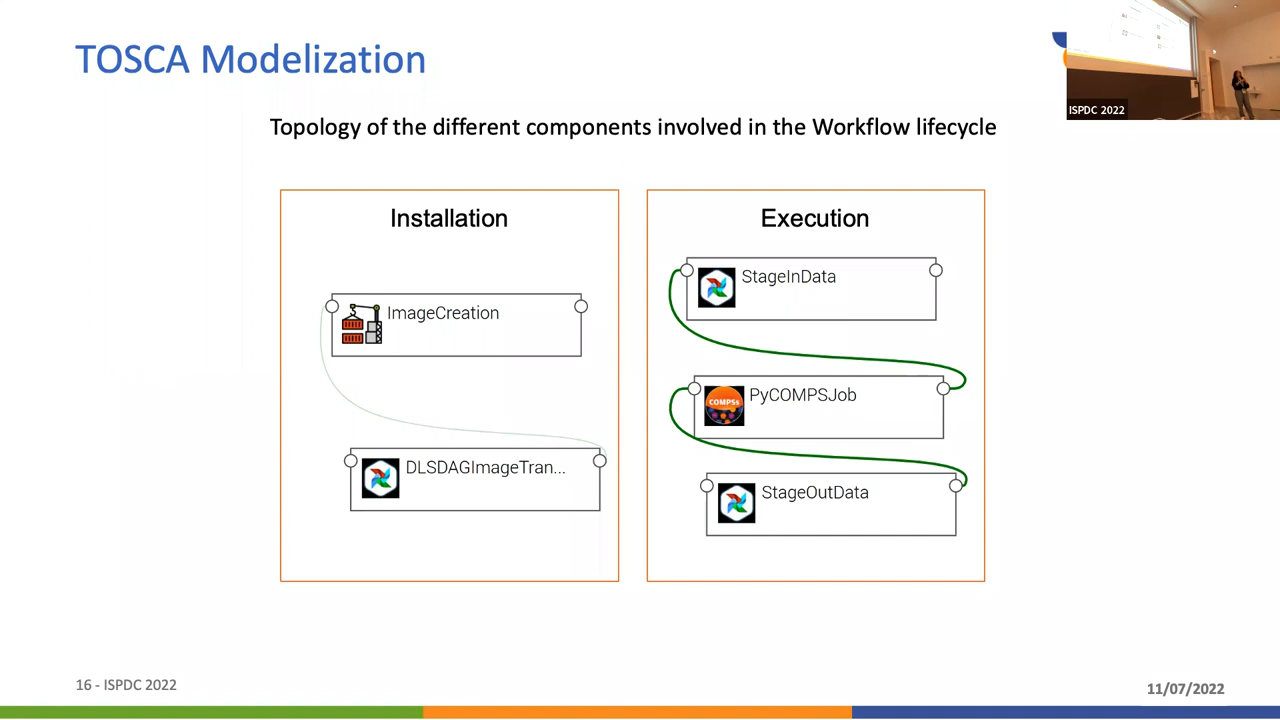 TOSCA Modelization
ISPDC 2022
Topology of the different components involved in the Workflow lifecycle
Installation
Execution
ImageCreation
DLSDAGImageTran...
StageInData
COMPSs
PyCOMPSJob
StageOutData
16 - ISPDC 2022
11/07/2022